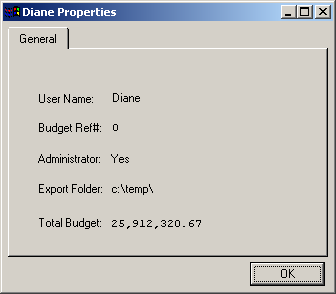 Diane Properties
General
User Name: Diane
Budget Ref#: 0
Administrator: Yes
Export Folder: c:\temp\
Total Budget: 25,912,320.67
OK